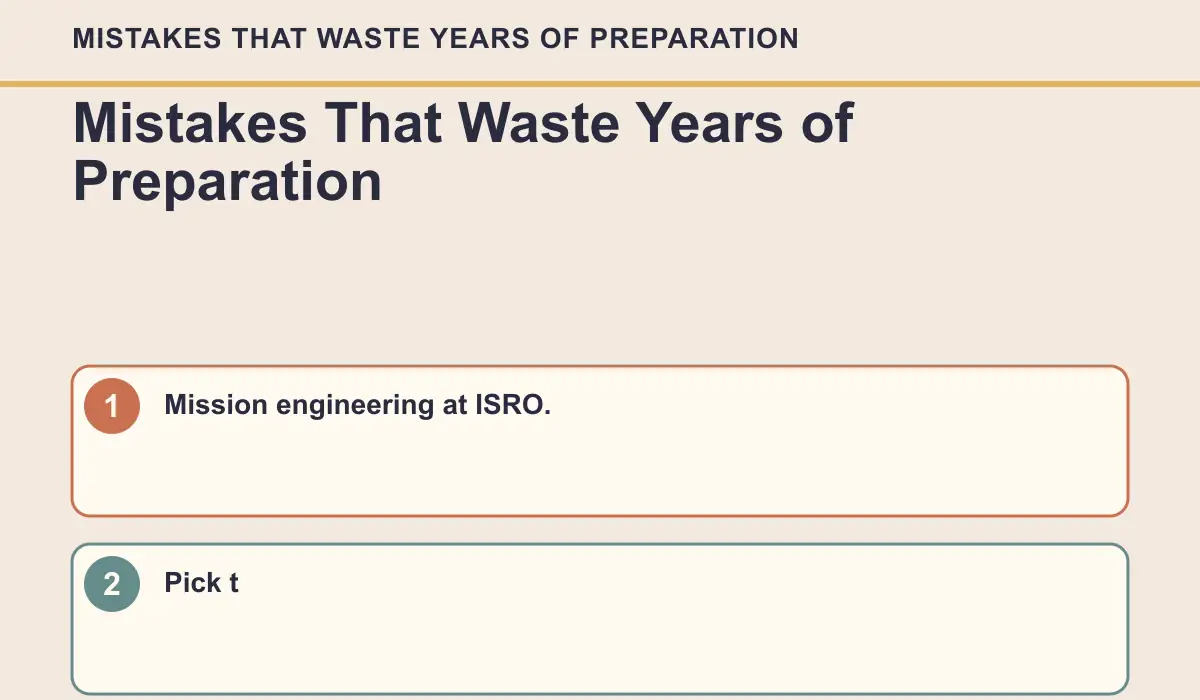 MISTAKES THAT WASTE YEARS OF PREPARATION
Mistakes That Waste Years of
Preparation
1
Mission engineering at ISRO.
2
Pick t